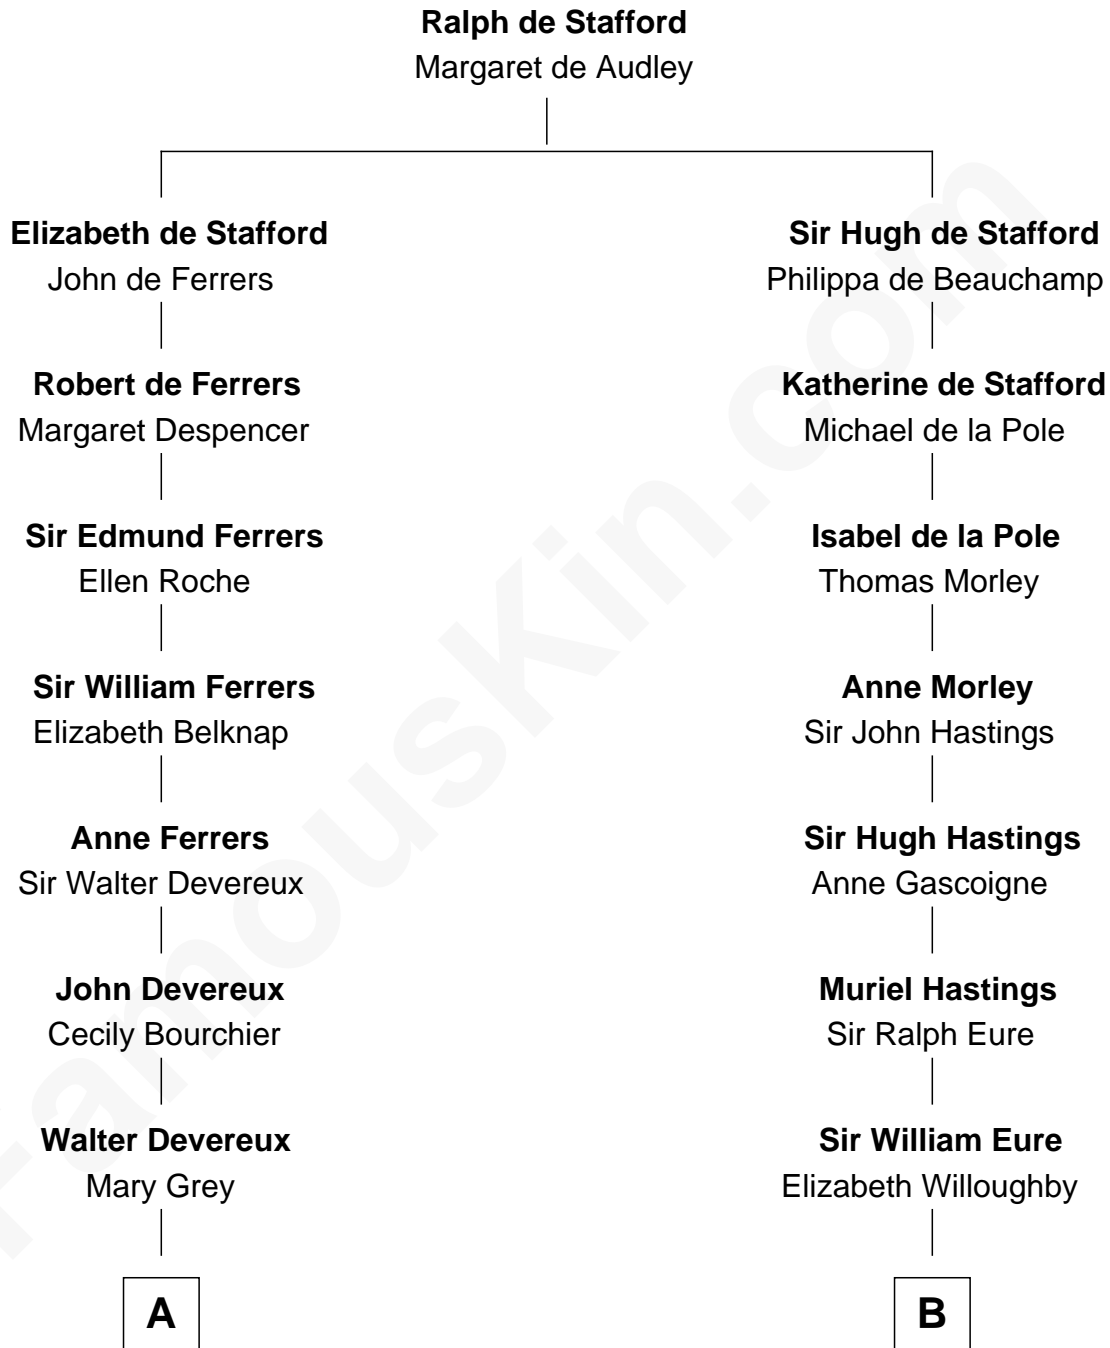 Ralph de Stafford
Margaret de Audley
Elizabeth de Stafford
John de Ferrers
Sir Hugh de Stafford
Philippa de Beauchamp
Robert de Ferrers
Margaret Despencer
Katherine de Stafford
Michael de la Pole
Sir Edmund Ferrers
Ellen Roche
Isabel de la Pole
Thomas Morley
Sir William Ferrers
Elizabeth Belknap
Anne Morley
Sir John Hastings
Anne Ferrers
Sir Walter Devereux
Sir Hugh Hastings
Anne Gascoigne
John Devereux
Cecily Bourchier
Muriel Hastings
Sir Ralph Eure
Walter Devereux
Mary Grey
Sir William Eure
Elizabeth Willoughby
A
B
FamousKin.com